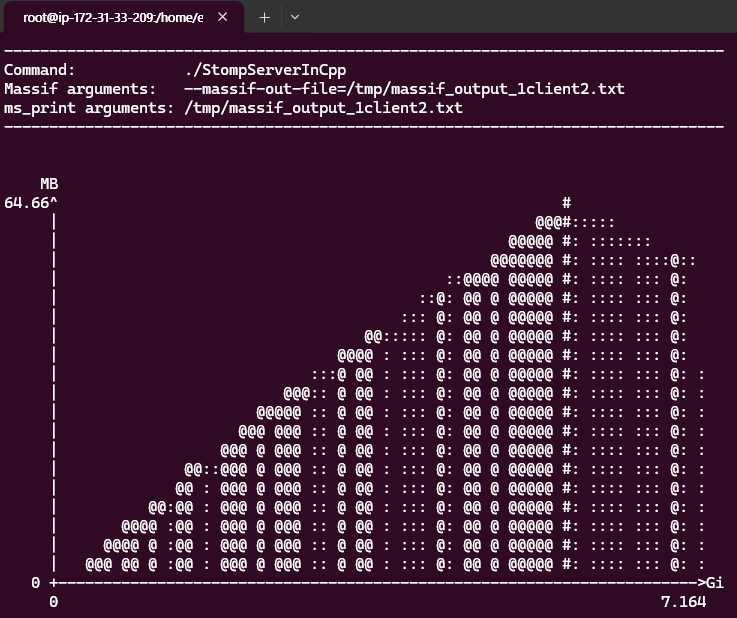 root@ip-172-31-33-209:/home/e
--------------------------------------------------------------------------------
Command:            ./StompServerInCpp
Massif arguments:   --massif-out-file=/tmp/massif_output_1client2.txt
ms_print arguments: /tmp/massif_output_1client2.txt
--------------------------------------------------------------------------------
    MB
64.66^                                                        #
     |                                                     @@@#:::::
     |                                                  @@@@@ #: :::::::
     |                                                @@@@@@@ #: :::: ::::@::
     |                                           ::@@@@ @@@@@ #: :::: ::: @:
     |                                        ::@: @@ @ @@@@@ #: :::: ::: @:
     |                                      ::: @: @@ @ @@@@@ #: :::: ::: @:
     |                                  @@::::: @: @@ @ @@@@@ #: :::: ::: @:
     |                               @@@@ : ::: @: @@ @ @@@@@ #: :::: ::: @:
     |                            :::@ @@ : ::: @: @@ @ @@@@@ #: :::: ::: @: :
     |                         @@@:: @ @@ : ::: @: @@ @ @@@@@ #: :::: ::: @: :
     |                      @@@@@ :: @ @@ : ::: @: @@ @ @@@@@ #: :::: ::: @: :
     |                    @@@ @@@ :: @ @@ : ::: @: @@ @ @@@@@ #: :::: ::: @: :
     |                  @@@ @ @@@ :: @ @@ : ::: @: @@ @ @@@@@ #: :::: ::: @: :
     |              @@::@@@ @ @@@ :: @ @@ : ::: @: @@ @ @@@@@ #: :::: ::: @: :
     |             @@ : @@@ @ @@@ :: @ @@ : ::: @: @@ @ @@@@@ #: :::: ::: @: :
     |          @@:@@ : @@@ @ @@@ :: @ @@ : ::: @: @@ @ @@@@@ #: :::: ::: @: :
     |       @@@@ :@@ : @@@ @ @@@ :: @ @@ : ::: @: @@ @ @@@@@ #: :::: ::: @: :
     |     @@@@ @ :@@ : @@@ @ @@@ :: @ @@ : ::: @: @@ @ @@@@@ #: :::: ::: @: :
     |   @@@ @@ @ :@@ : @@@ @ @@@ :: @ @@ : ::: @: @@ @ @@@@@ #: :::: ::: @: :
   0 +----------------------------------------------------------------------->Gi
     0                                                                   7.164